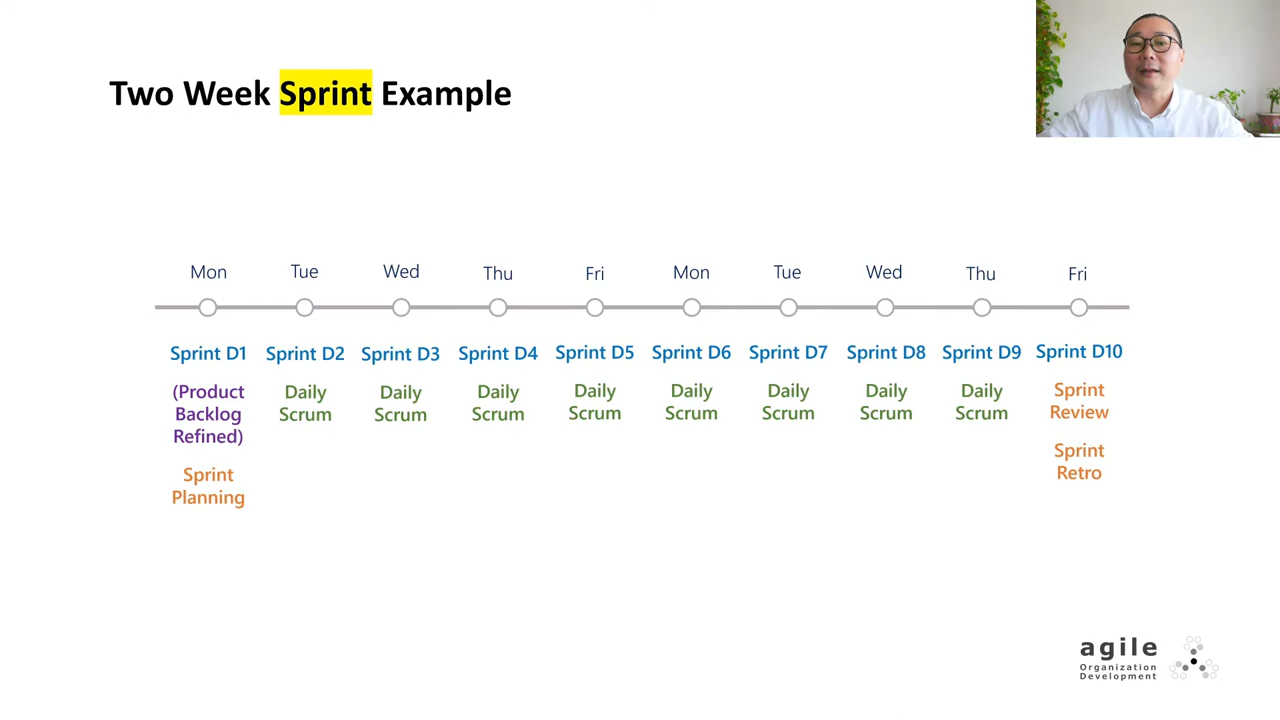 Two Week Sprint Example
Mon Tue Wed Thu Fri Mon Tue Wed Thu Fri
Sprint D1 Sprint D2 Sprint D3 Sprint D4 Sprint D5 Sprint D6 Sprint D7 Sprint D8 Sprint D9 Sprint D10
(Product
Backlog
Refined)
Sprint
Planning
Daily
Scrum
Daily
Scrum
Daily
Scrum
Daily
Scrum
Daily
Scrum
Daily
Scrum
Daily
Scrum
Daily
Scrum
Sprint
Review
Sprint
Retro
agile
Organization
Development